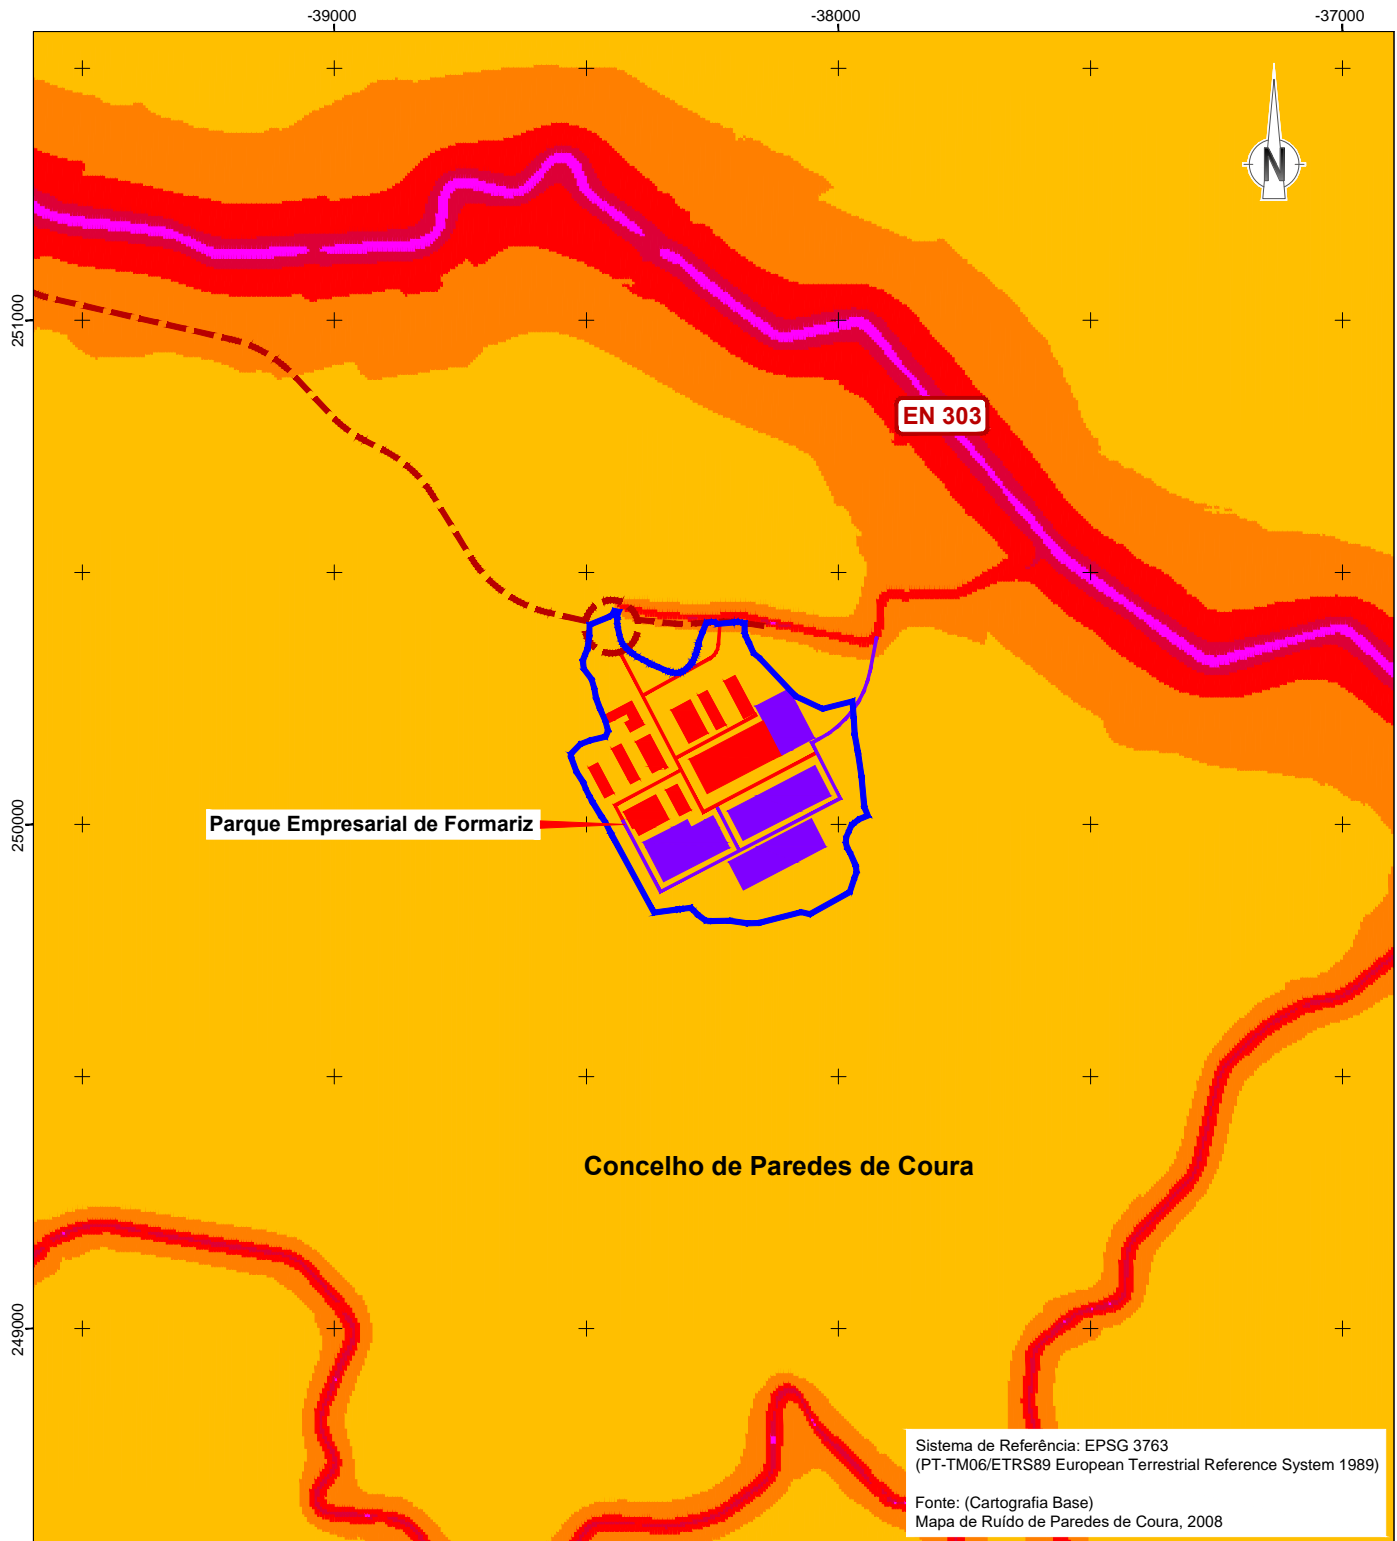 -39000
-38000
-37000
N
251000
EN 303
250000
Parque Empresarial de Formariz
Concelho de Paredes de Coura
249000
Sistema de Referência: EPSG 3763
(PT-TM06/ETRS89 European Terrestrial Reference System 1989)
Fonte: (Cartografia Base)
Mapa de Ruído de Paredes de Coura, 2008